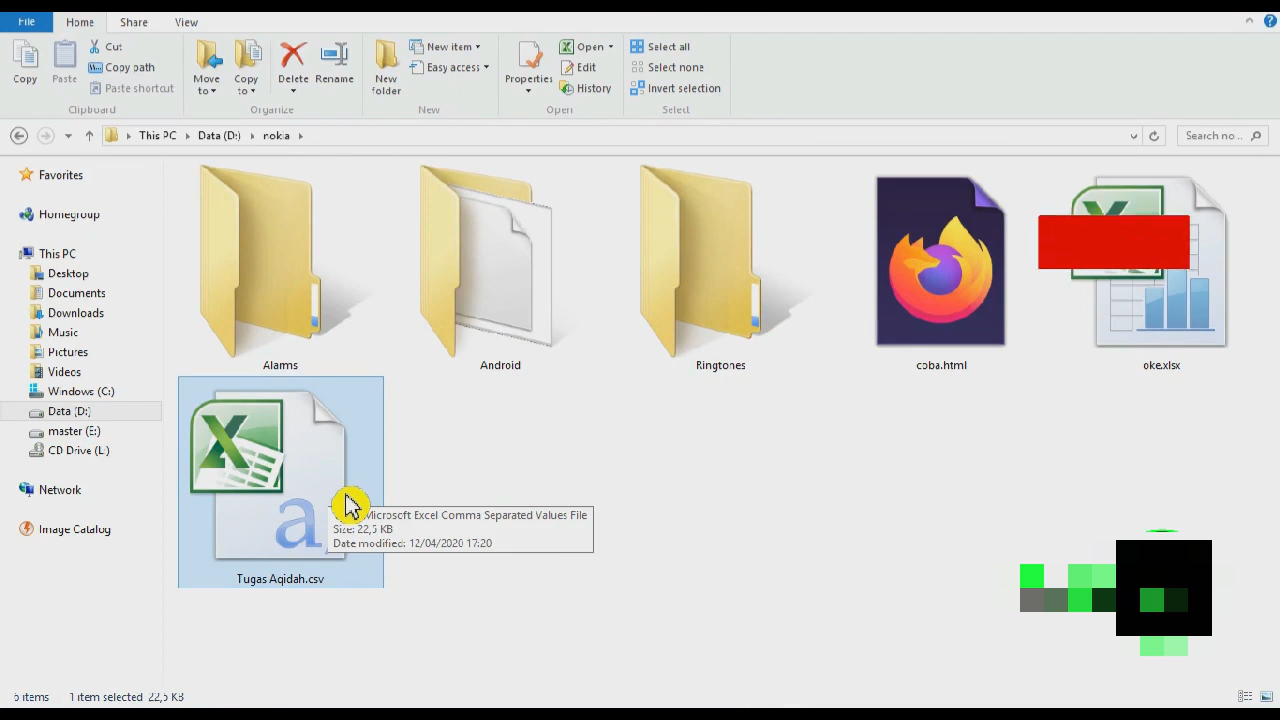 File Home Share View
Copy
Paste
Cut
Copy path
Paste shortcut
Clipboard
Move to
Copy to
Delete
Rename
Organize
New folder
New item
Easy access
New
Properties
Open
Edit
History
Open
Select all
Select none
Invert selection
Select
This PC Data (D:) nokia
Search no...
Favorites
Homegroup
This PC
Desktop
Documents
Downloads
Music
Pictures
Videos
Windows (C:)
Data (D:)
master (E:)
CD Drive (L:)
Network
Image Catalog
Alarms
Android
Ringtones
coba.html
oke.xlsx
a,
Microsoft Excel Comma Separated Values File
Size: 22,5 KB
Date modified: 12/04/2020 17:20
Tugas Aqidah.csv
6 items 1 item selected 22,5 KB